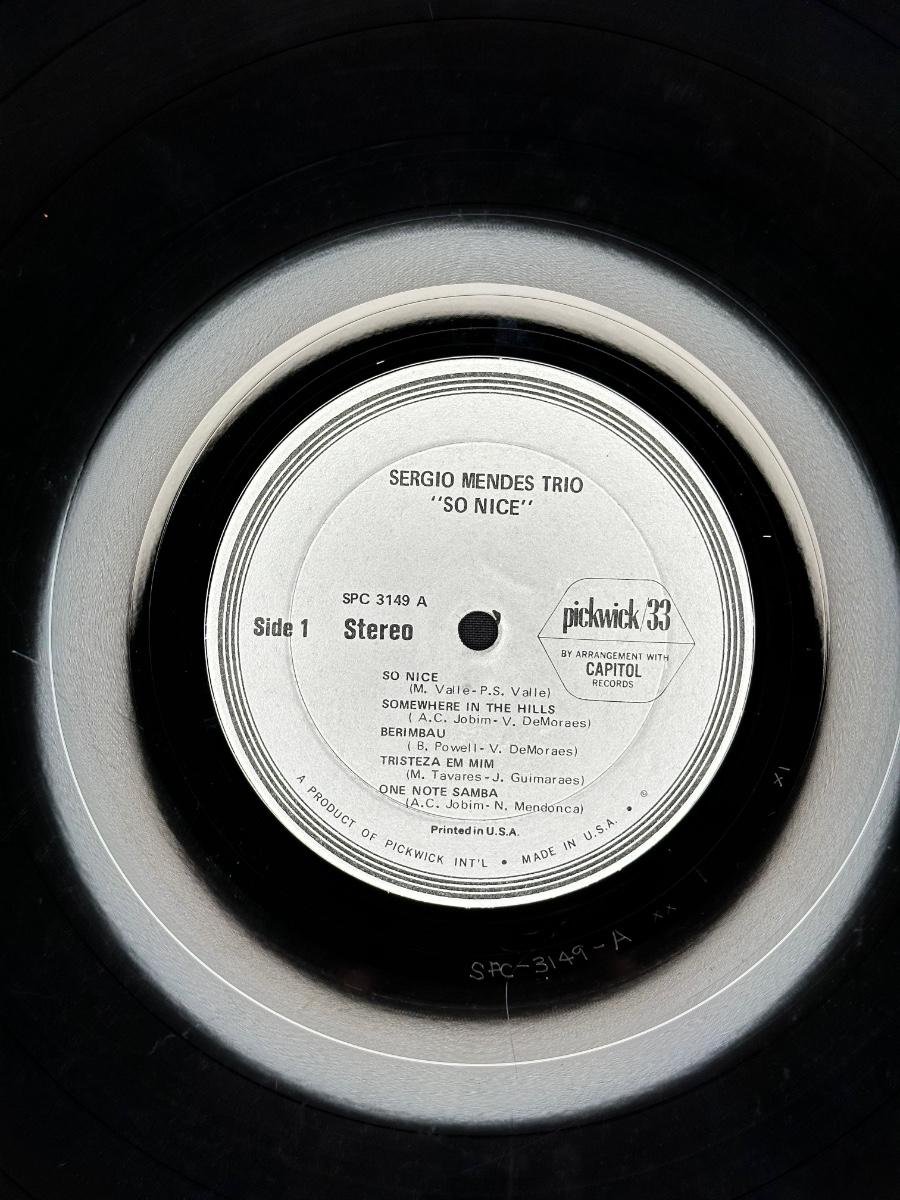 SERGIO MENDES TRIO
"SO NICE"
SPC 3149 A
Side 1 Stereo
pickwick/33
BY ARRANGEMENT WITH
CAPITOL
RECORDS
SO NICE
(M. Valle-P.S. Valle)
SOMEWHERE IN THE HILLS
( A.C. Jobim- V. DeMoraes)
BERIMBAU
( B. Powell- V. DeMoraes)
TRISTEZA EM MIM
(M. Tavares-J. Guimaraes)
ONE NOTE SAMBA
(A.C. Jobim- N. Mendonca)
Printed in U.S.A.
A PRODUCT OF PICKWICK INT'L • MADE IN U.S.A. • ©
SPC-3149-A xx